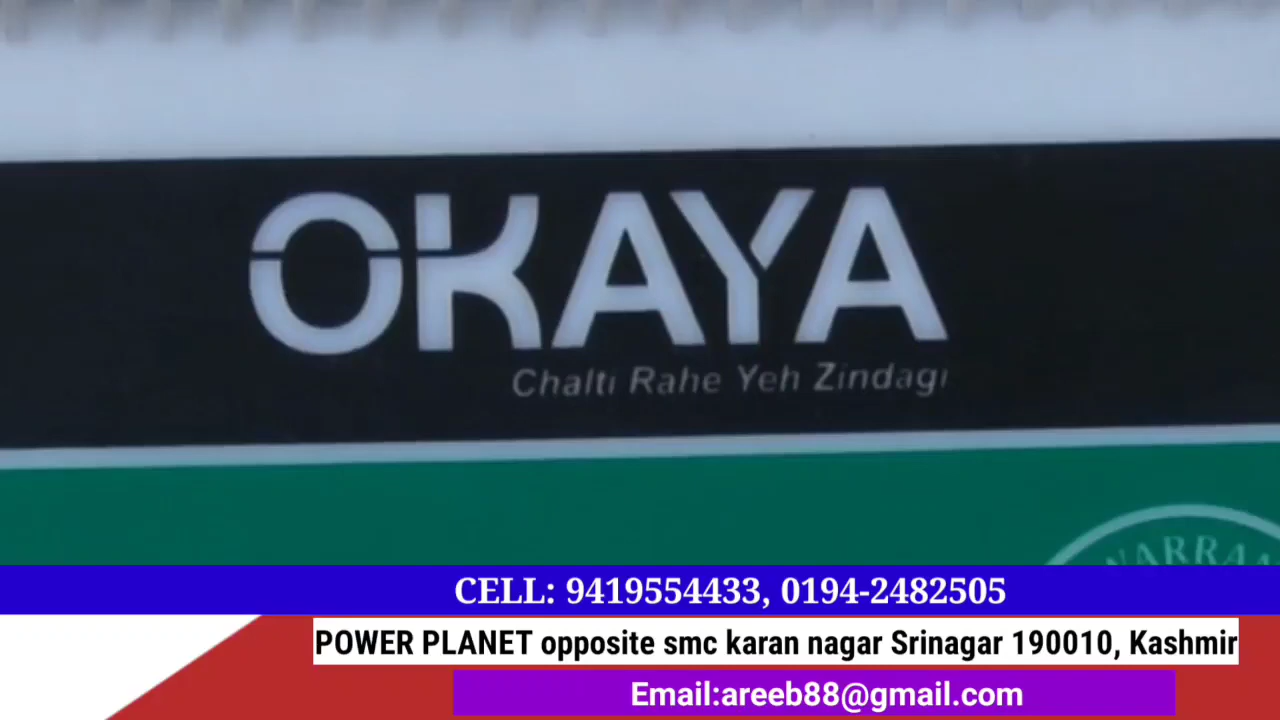 OKAYA
Chalti Rahe Yeh Zindagi
CELL: 9419554433, 0194-2482505
POWER PLANET opposite smc karan nagar Srinagar 190010, Kashmir
Email:areeb88@gmail.com